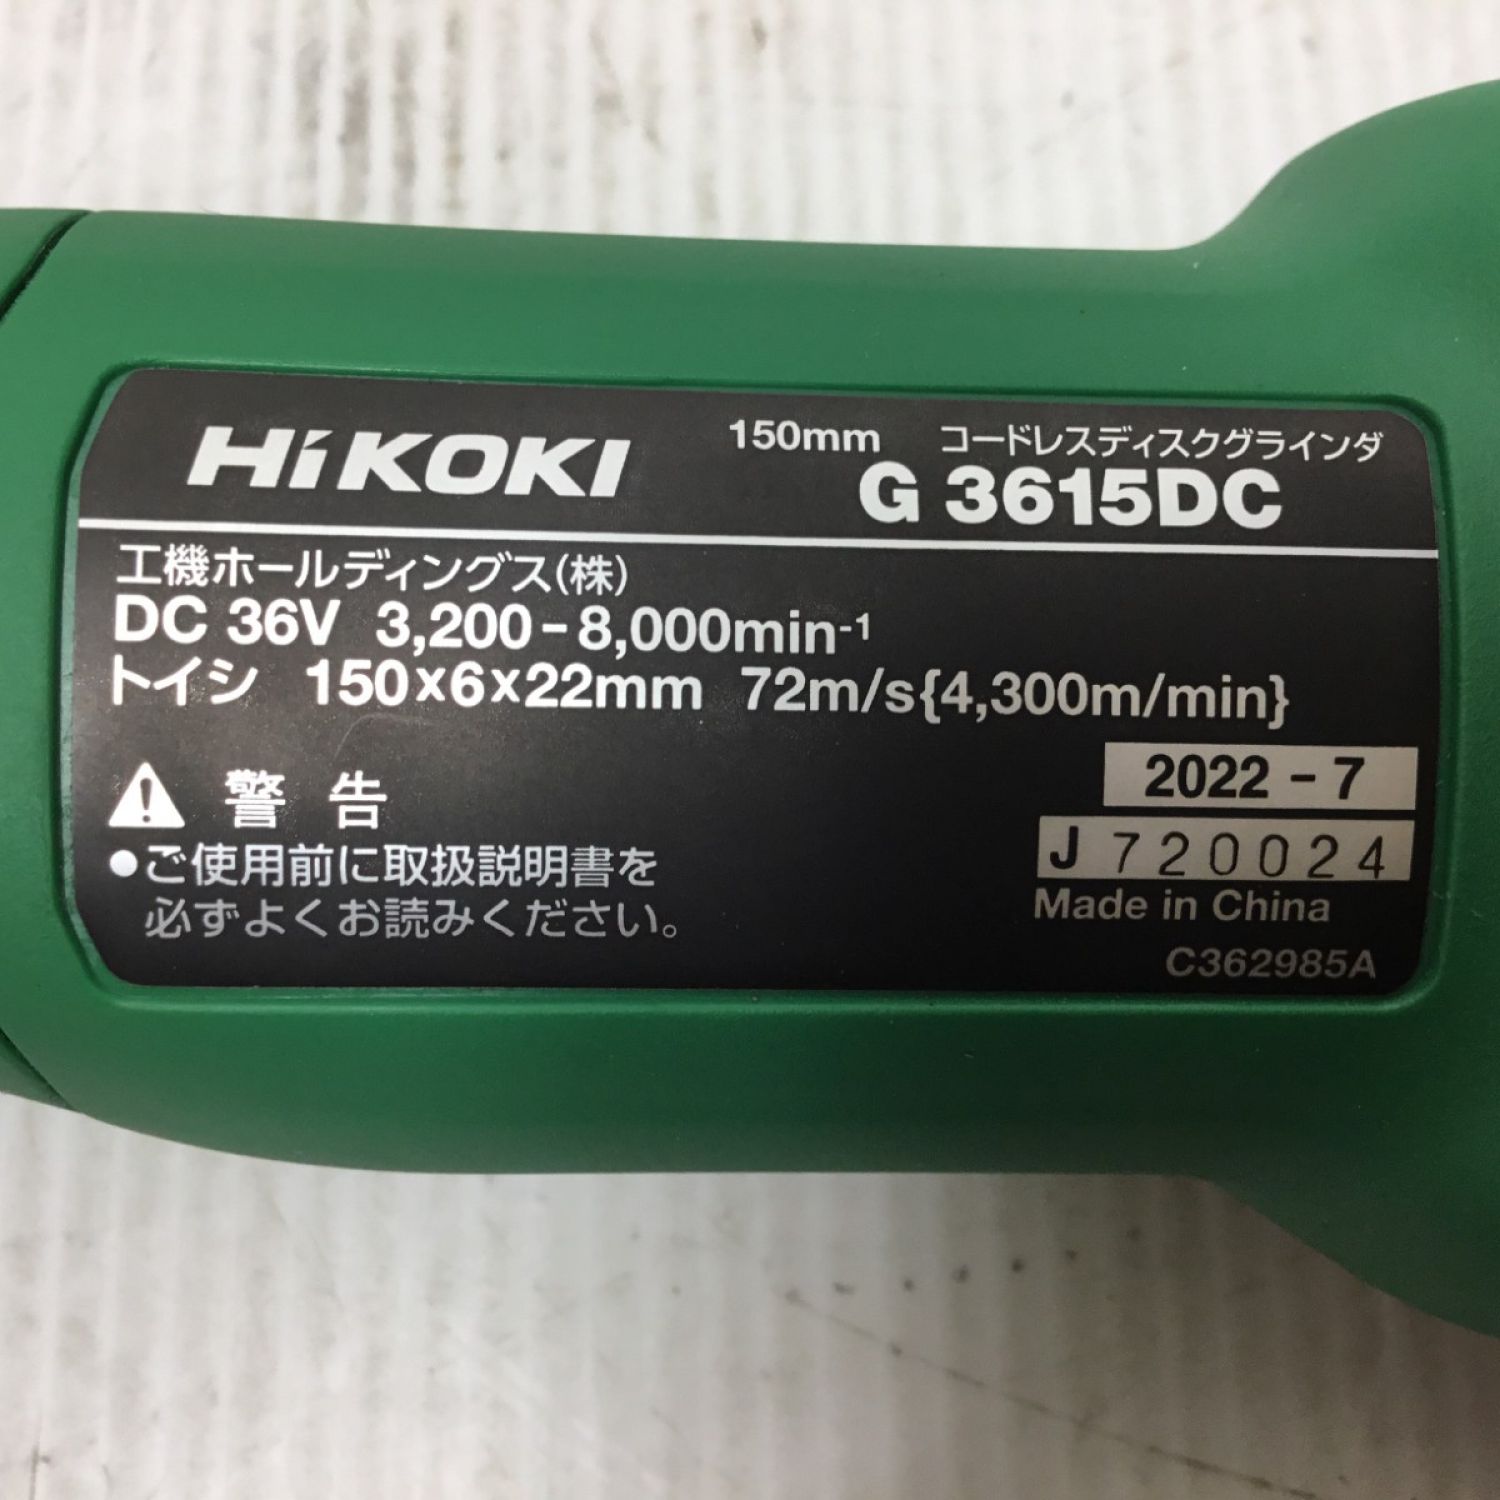 HiKOKI
150mm コードレスディスクグラインダ
G 3615DC
工機ホールディングス(株)
DC 36V 3,200-8,000min-¹
トイシ 150x6x22mm 72m/s{4,300m/min}
警 告
●ご使用前に取扱説明書を
必ずよくお読みください。
2022 - 7
J 720024
Made in China
C362985A